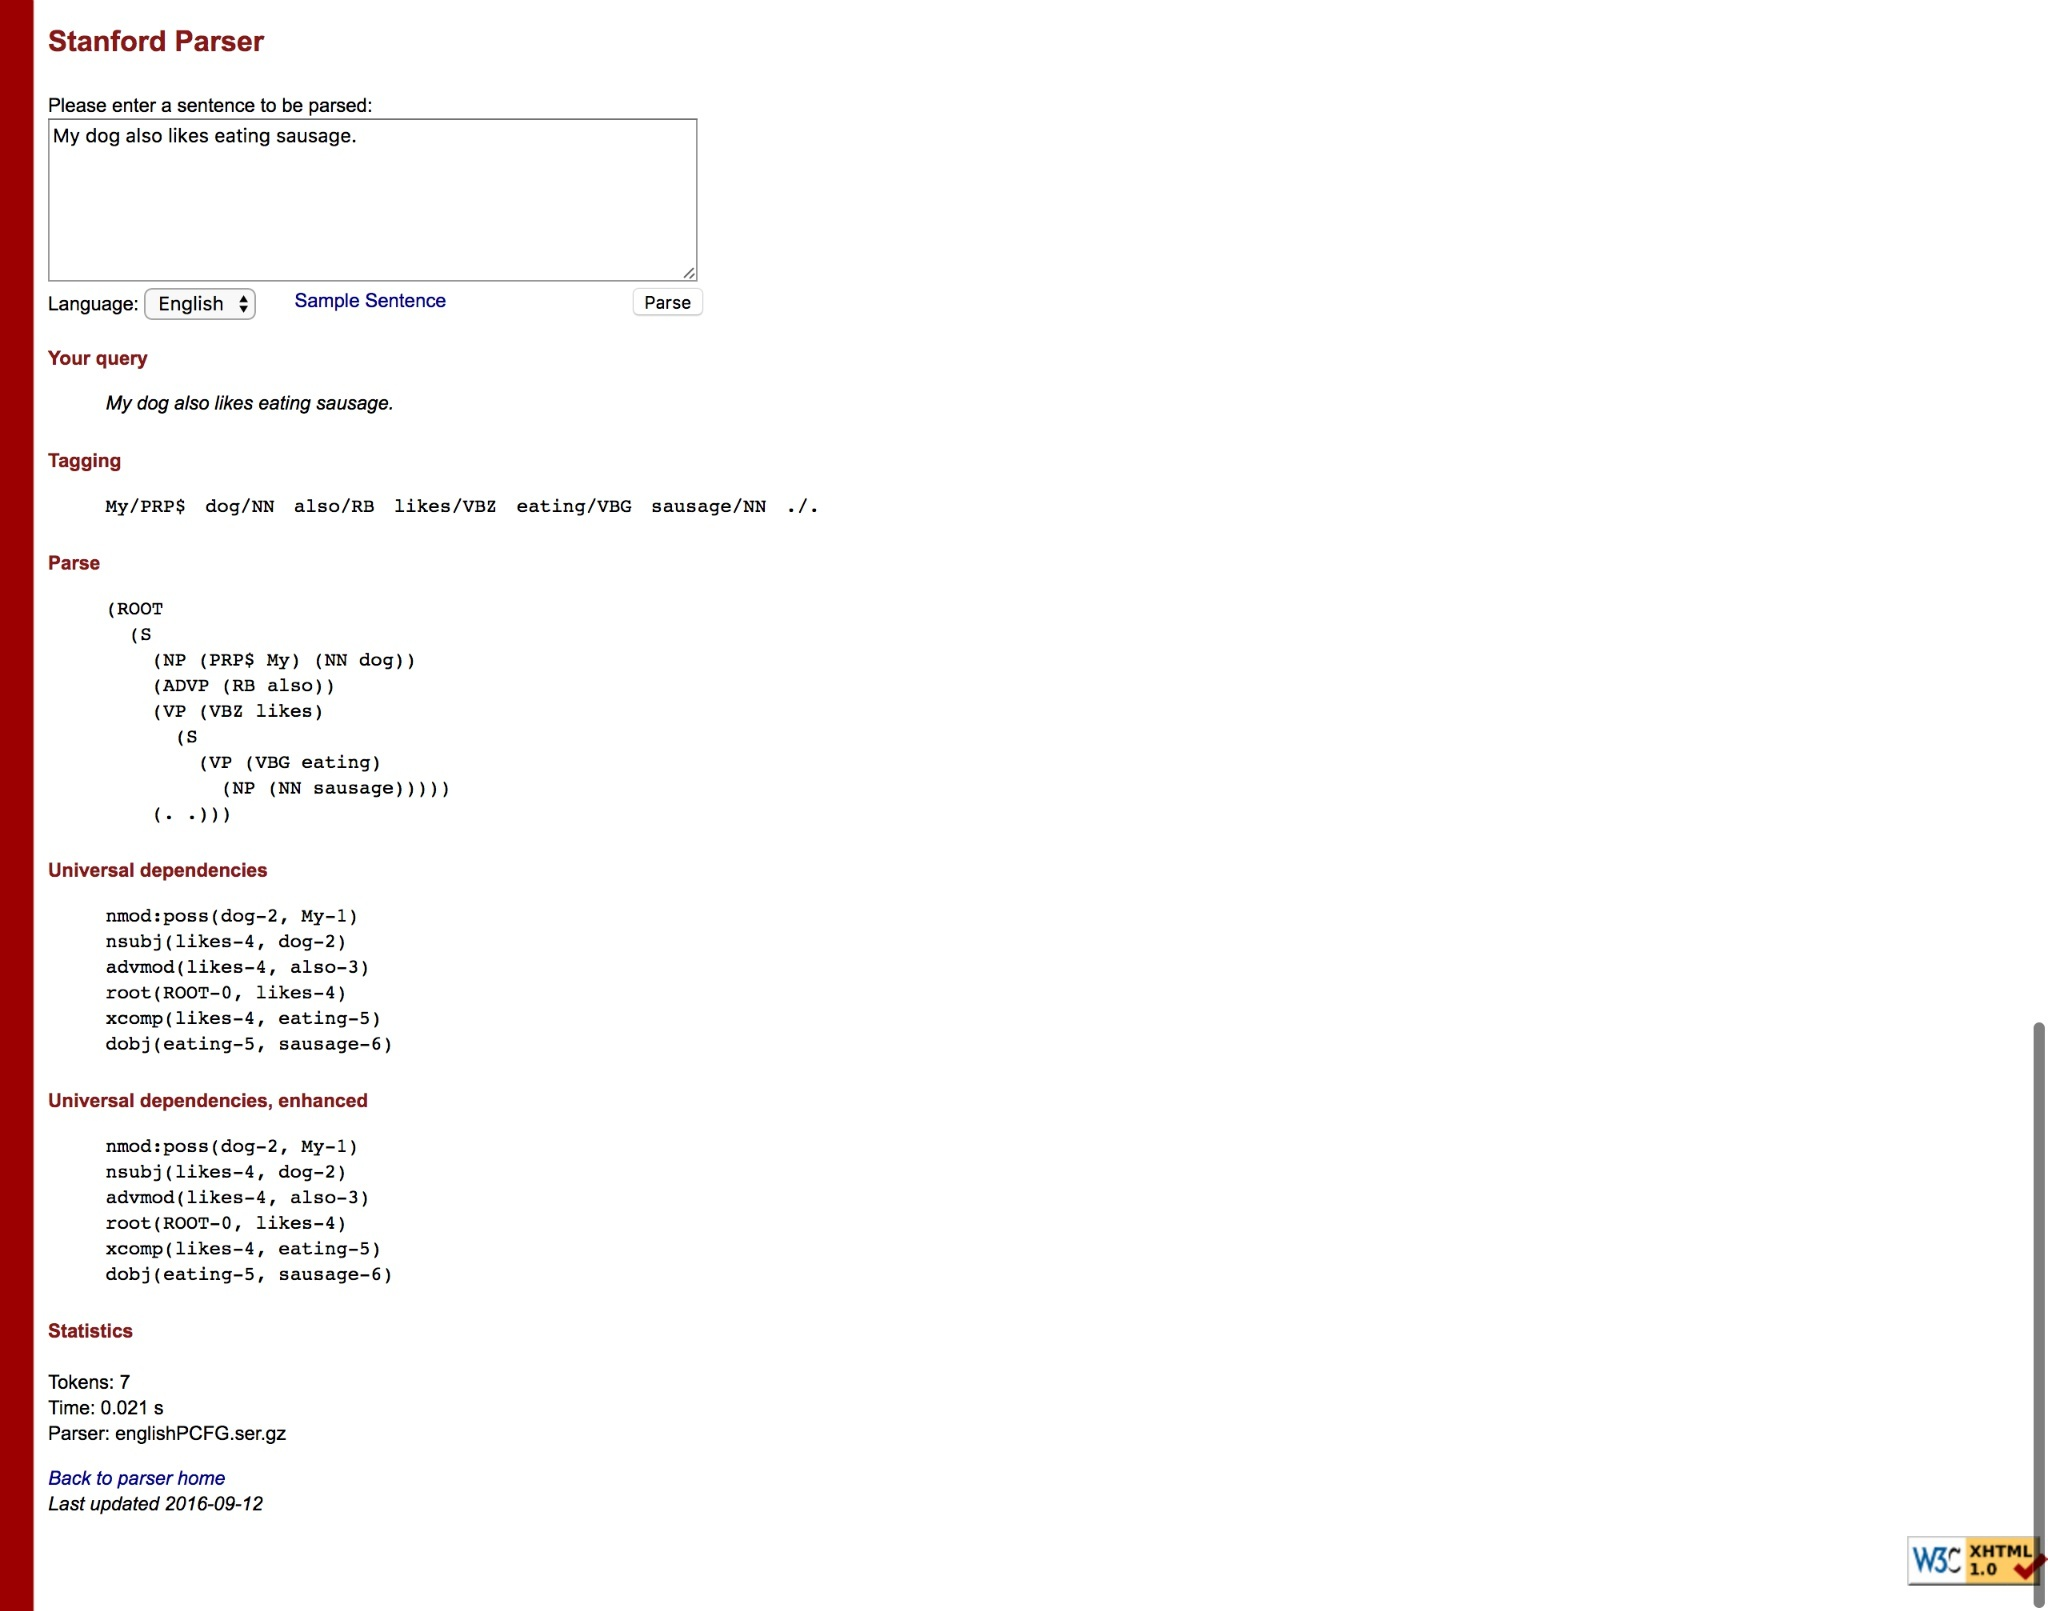 Stanford Parser
Please enter a sentence to be parsed:
My dog also likes eating sausage.
Language: English Sample Sentence Parse
Your query
My dog also likes eating sausage.
Tagging
My/PRP$ dog/NN also/RB likes/VBZ eating/VBG sausage/NN ./.
Parse
(ROOT
  (S
    (NP (PRP$ My) (NN dog))
    (ADVP (RB also))
    (VP (VBZ likes)
      (S
        (VP (VBG eating)
          (NP (NN sausage)))))
    (. .)))
Universal dependencies
nmod:poss(dog-2, My-1)
nsubj(likes-4, dog-2)
advmod(likes-4, also-3)
root(ROOT-0, likes-4)
xcomp(likes-4, eating-5)
dobj(eating-5, sausage-6)
Universal dependencies, enhanced
nmod:poss(dog-2, My-1)
nsubj(likes-4, dog-2)
advmod(likes-4, also-3)
root(ROOT-0, likes-4)
xcomp(likes-4, eating-5)
dobj(eating-5, sausage-6)
Statistics
Tokens: 7
Time: 0.021 s
Parser: englishPCFG.ser.gz
Back to parser home
Last updated 2016-09-12
W3C XHTML
1.0